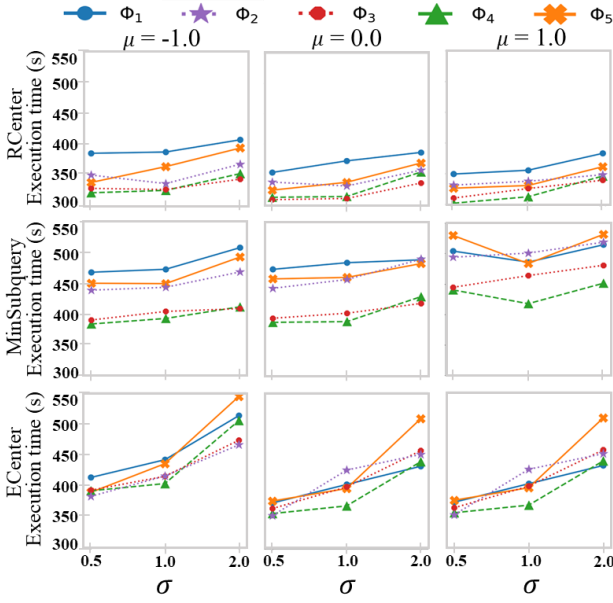 Φ1 Φ2 Φ3 Φ4 Φ5
μ = -1.0 μ = 0.0 μ = 1.0
RCenter
Execution time (s)
550
500
450
400
350
300
MinSubquery
Execution time (s)
550
500
450
400
350
300
ECenter
Execution time (s)
550
500
450
400
350
300
0.5 1.0 2.0 0.5 1.0 2.0 0.5 1.0 2.0
σ σ σ